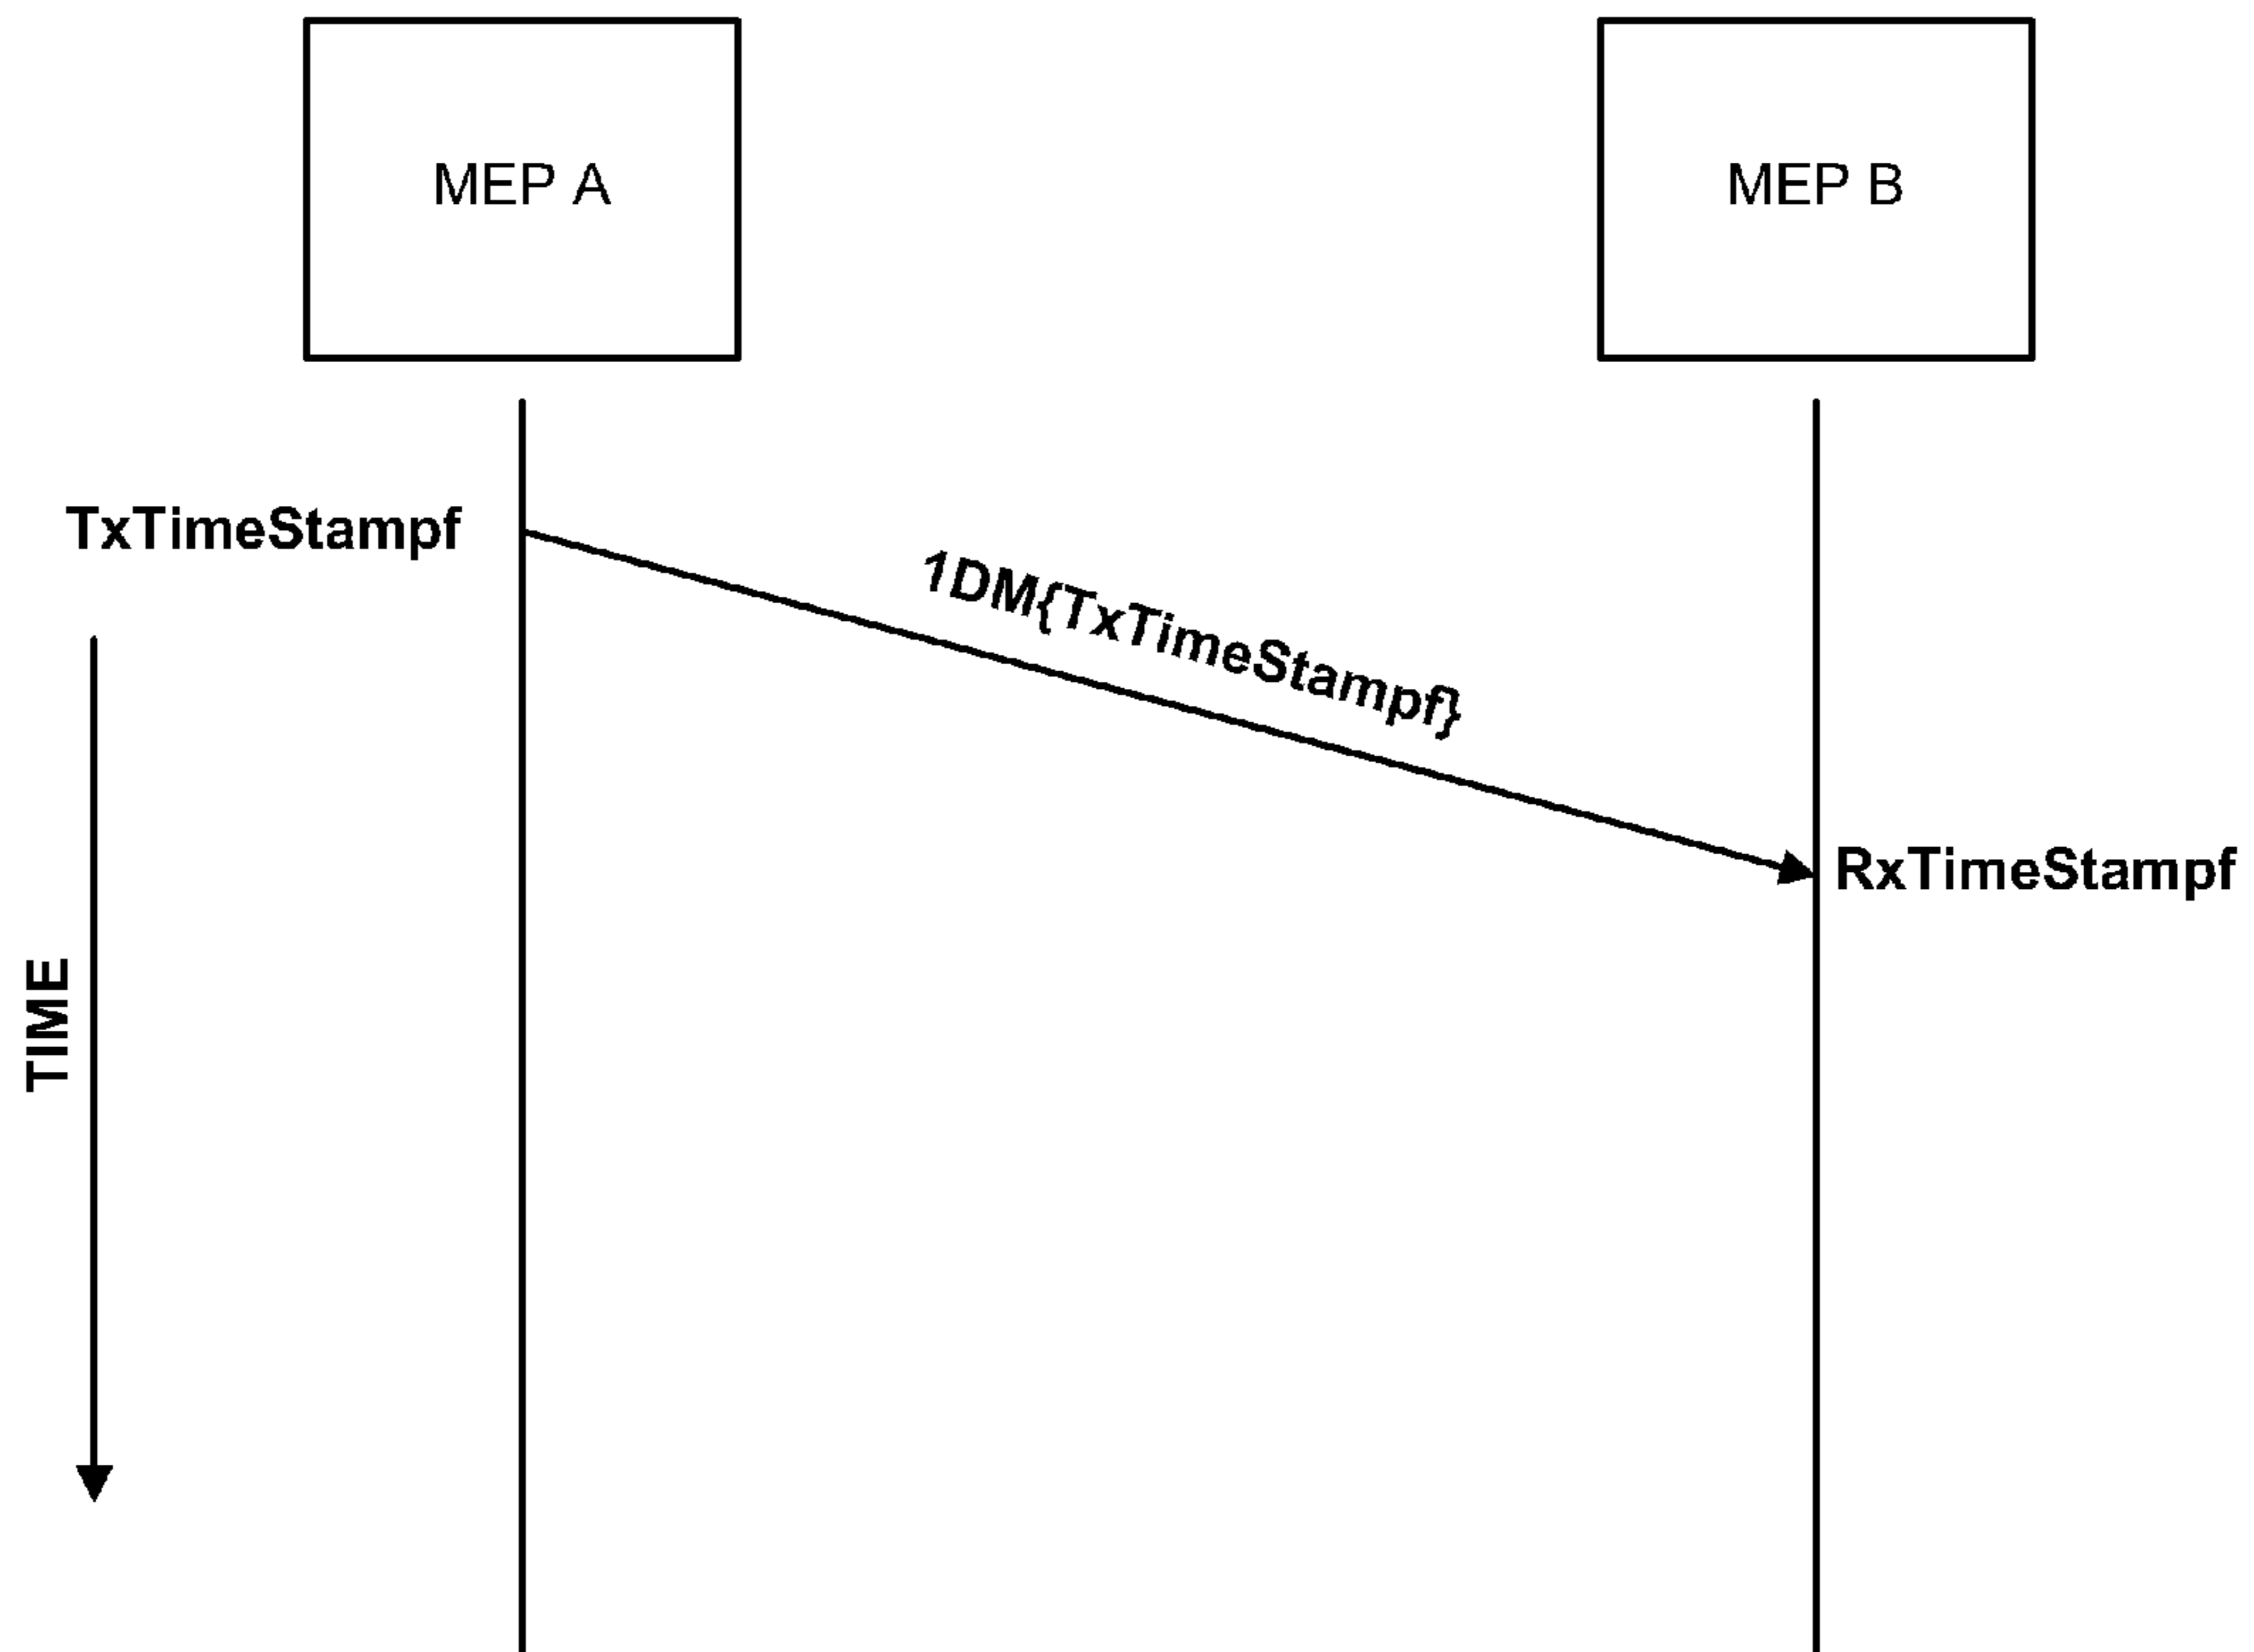 MEP A
MEP B
TxTimeStampf
1DM{TxTimeStampf}
RxTimeStampf
TIME